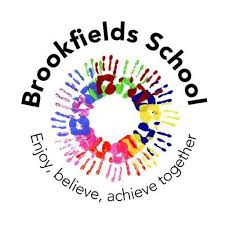 Brookfields School
Enjoy, believe, achieve together